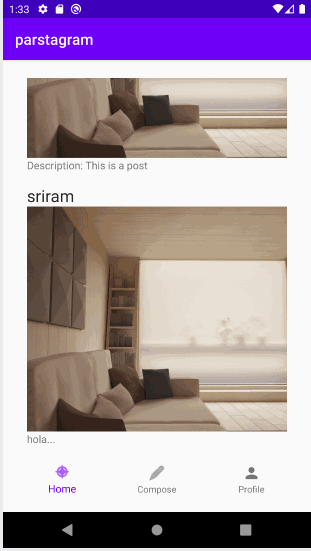 1:33
parstagram
Description: This is a post
sriram
hola...
Home
Compose
Profile